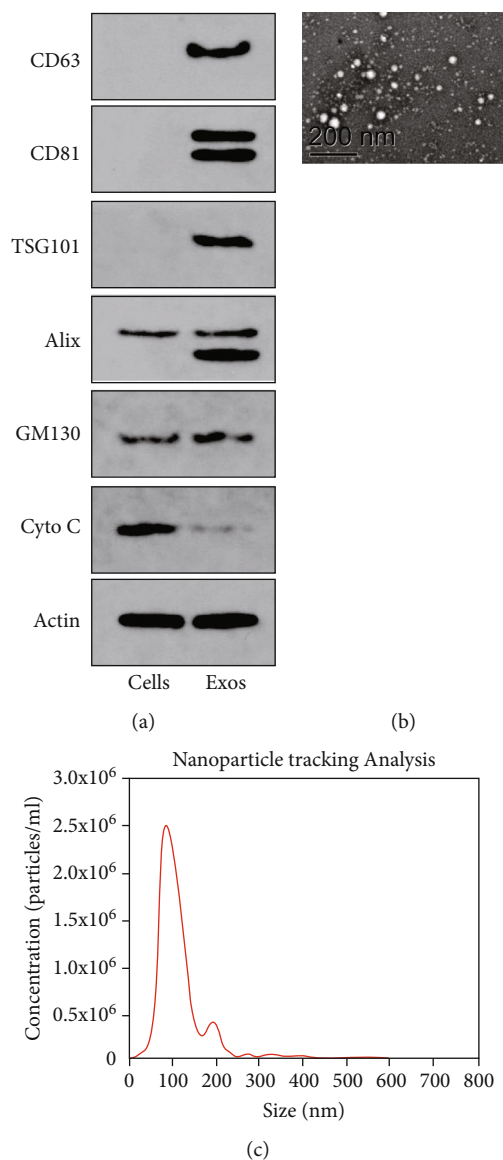 CD63
CD81
TSG101
Alix
GM130
Cyto C
Actin
Cells Exos
(a)
200 nm
(b)
Nanoparticle tracking Analysis
Concentration (particles/ml)
3.0x10⁶
2.5x10⁶
2.0x10⁶
1.5x10⁶
1.0x10⁶
0.5x10⁶
0
0 100 200 300 400 500 600 700 800
Size (nm)
(c)